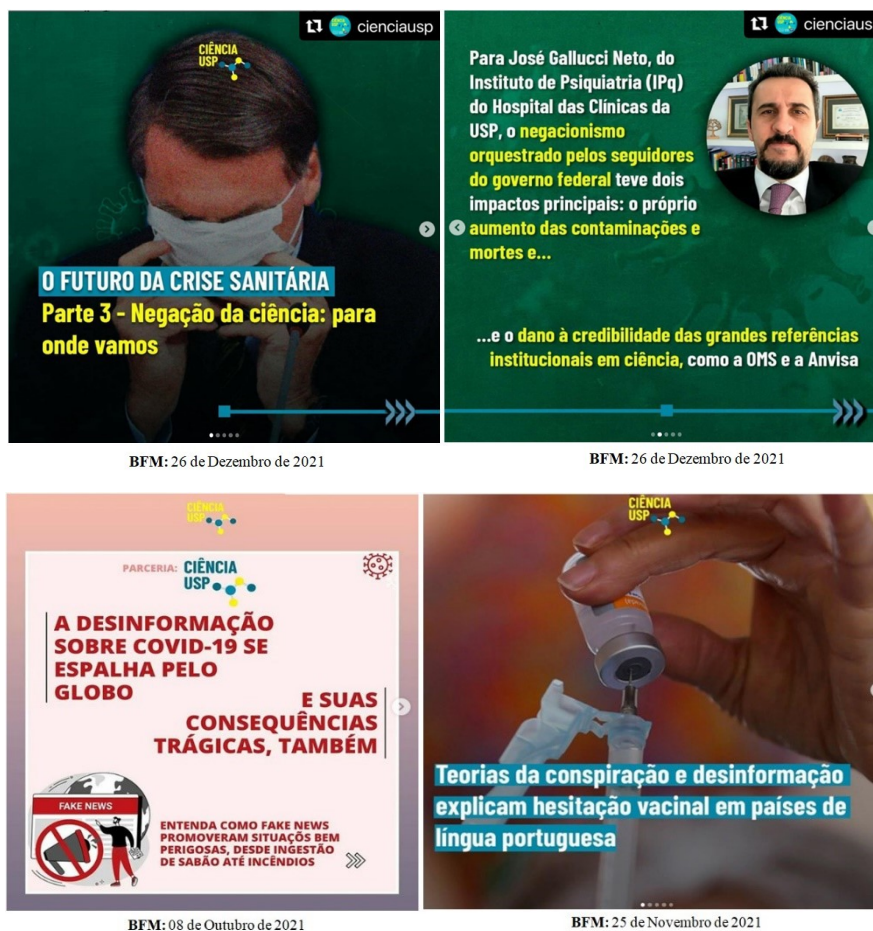 cienciausp
CIÊNCIA
USP
O FUTURO DA CRISE SANITÁRIA
Parte 3 - Negação da ciência: para
onde vamos
BFM: 26 de Dezembro de 2021
cienciaus
Para José Gallucci Neto, do
Instituto de Psiquiatria (IPq)
do Hospital das Clínicas da
USP, o negacionismo
orquestrado pelos seguidores
do governo federal teve dois
impactos principais: o próprio
aumento das contaminações e
mortes e...
...e o dano à credibilidade das grandes referências
institucionais em ciência, como a OMS e a Anvisa
BFM: 26 de Dezembro de 2021
CIÊNCIA
USP
PARCERIA: CIÊNCIA
USP
A DESINFORMAÇÃO
SOBRE COVID-19 SE
ESPALHA PELO
GLOBO
E SUAS
CONSEQUÊNCIAS
TRÁGICAS, TAMBÉM
FAKE NEWS
ENTENDA COMO FAKE NEWS
PROMOVERAM SITUAÇÕS BEM
PERIGOSAS, DESDE INGESTÃO
DE SABÃO ATÉ INCÊNDIOS
BFM: 08 de Outubro de 2021
CIÊNCIA
USP
Teorias da conspiração e desinformação
explicam hesitação vacinal em países de
língua portuguesa
BFM: 25 de Novembro de 2021